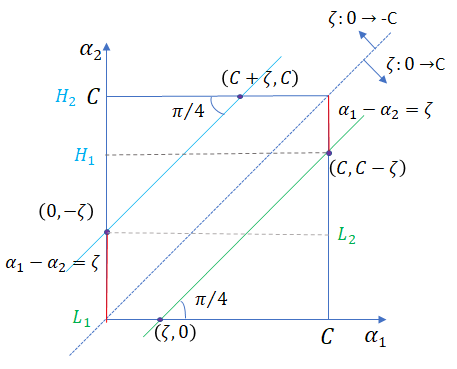 ζ: 0 → -C
α₂
(C + ζ, C)
ζ: 0 →C
H₂ C
π/4
α₁ − α₂ = ζ
H₁
(C, C − ζ)
(0, −ζ)
L₂
α₁ − α₂ = ζ
π/4
L₁
(ζ, 0)
C
α₁